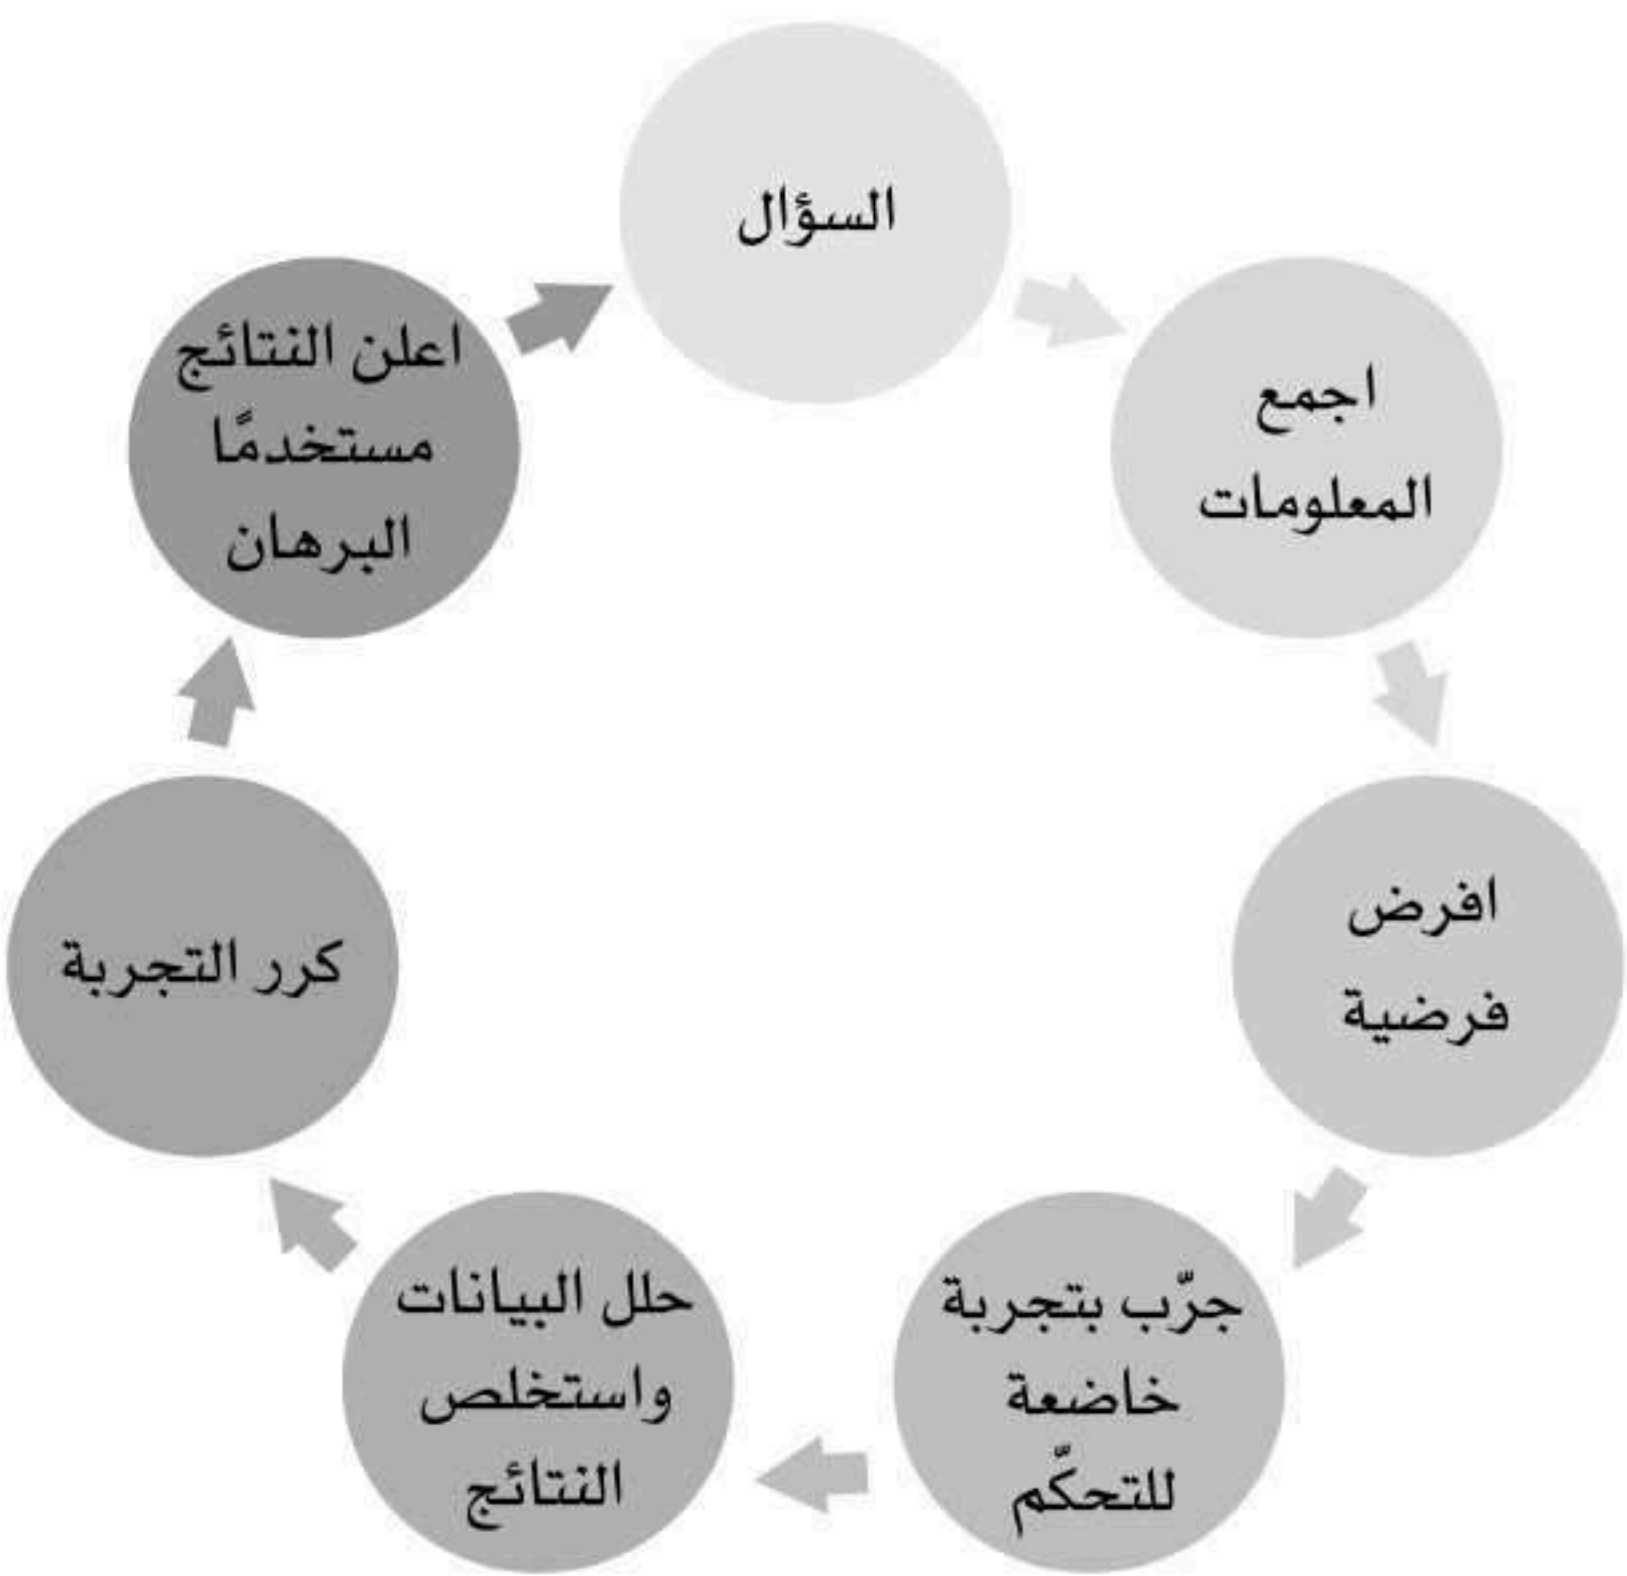 السؤال
اجمع
المعلومات
افرض
فرضية
جرّب بتجربة
خاضعة
للتحكّم
حلل البيانات
واستخلص
النتائج
كرر التجربة
اعلن النتائج
مستخدمًا
البرهان